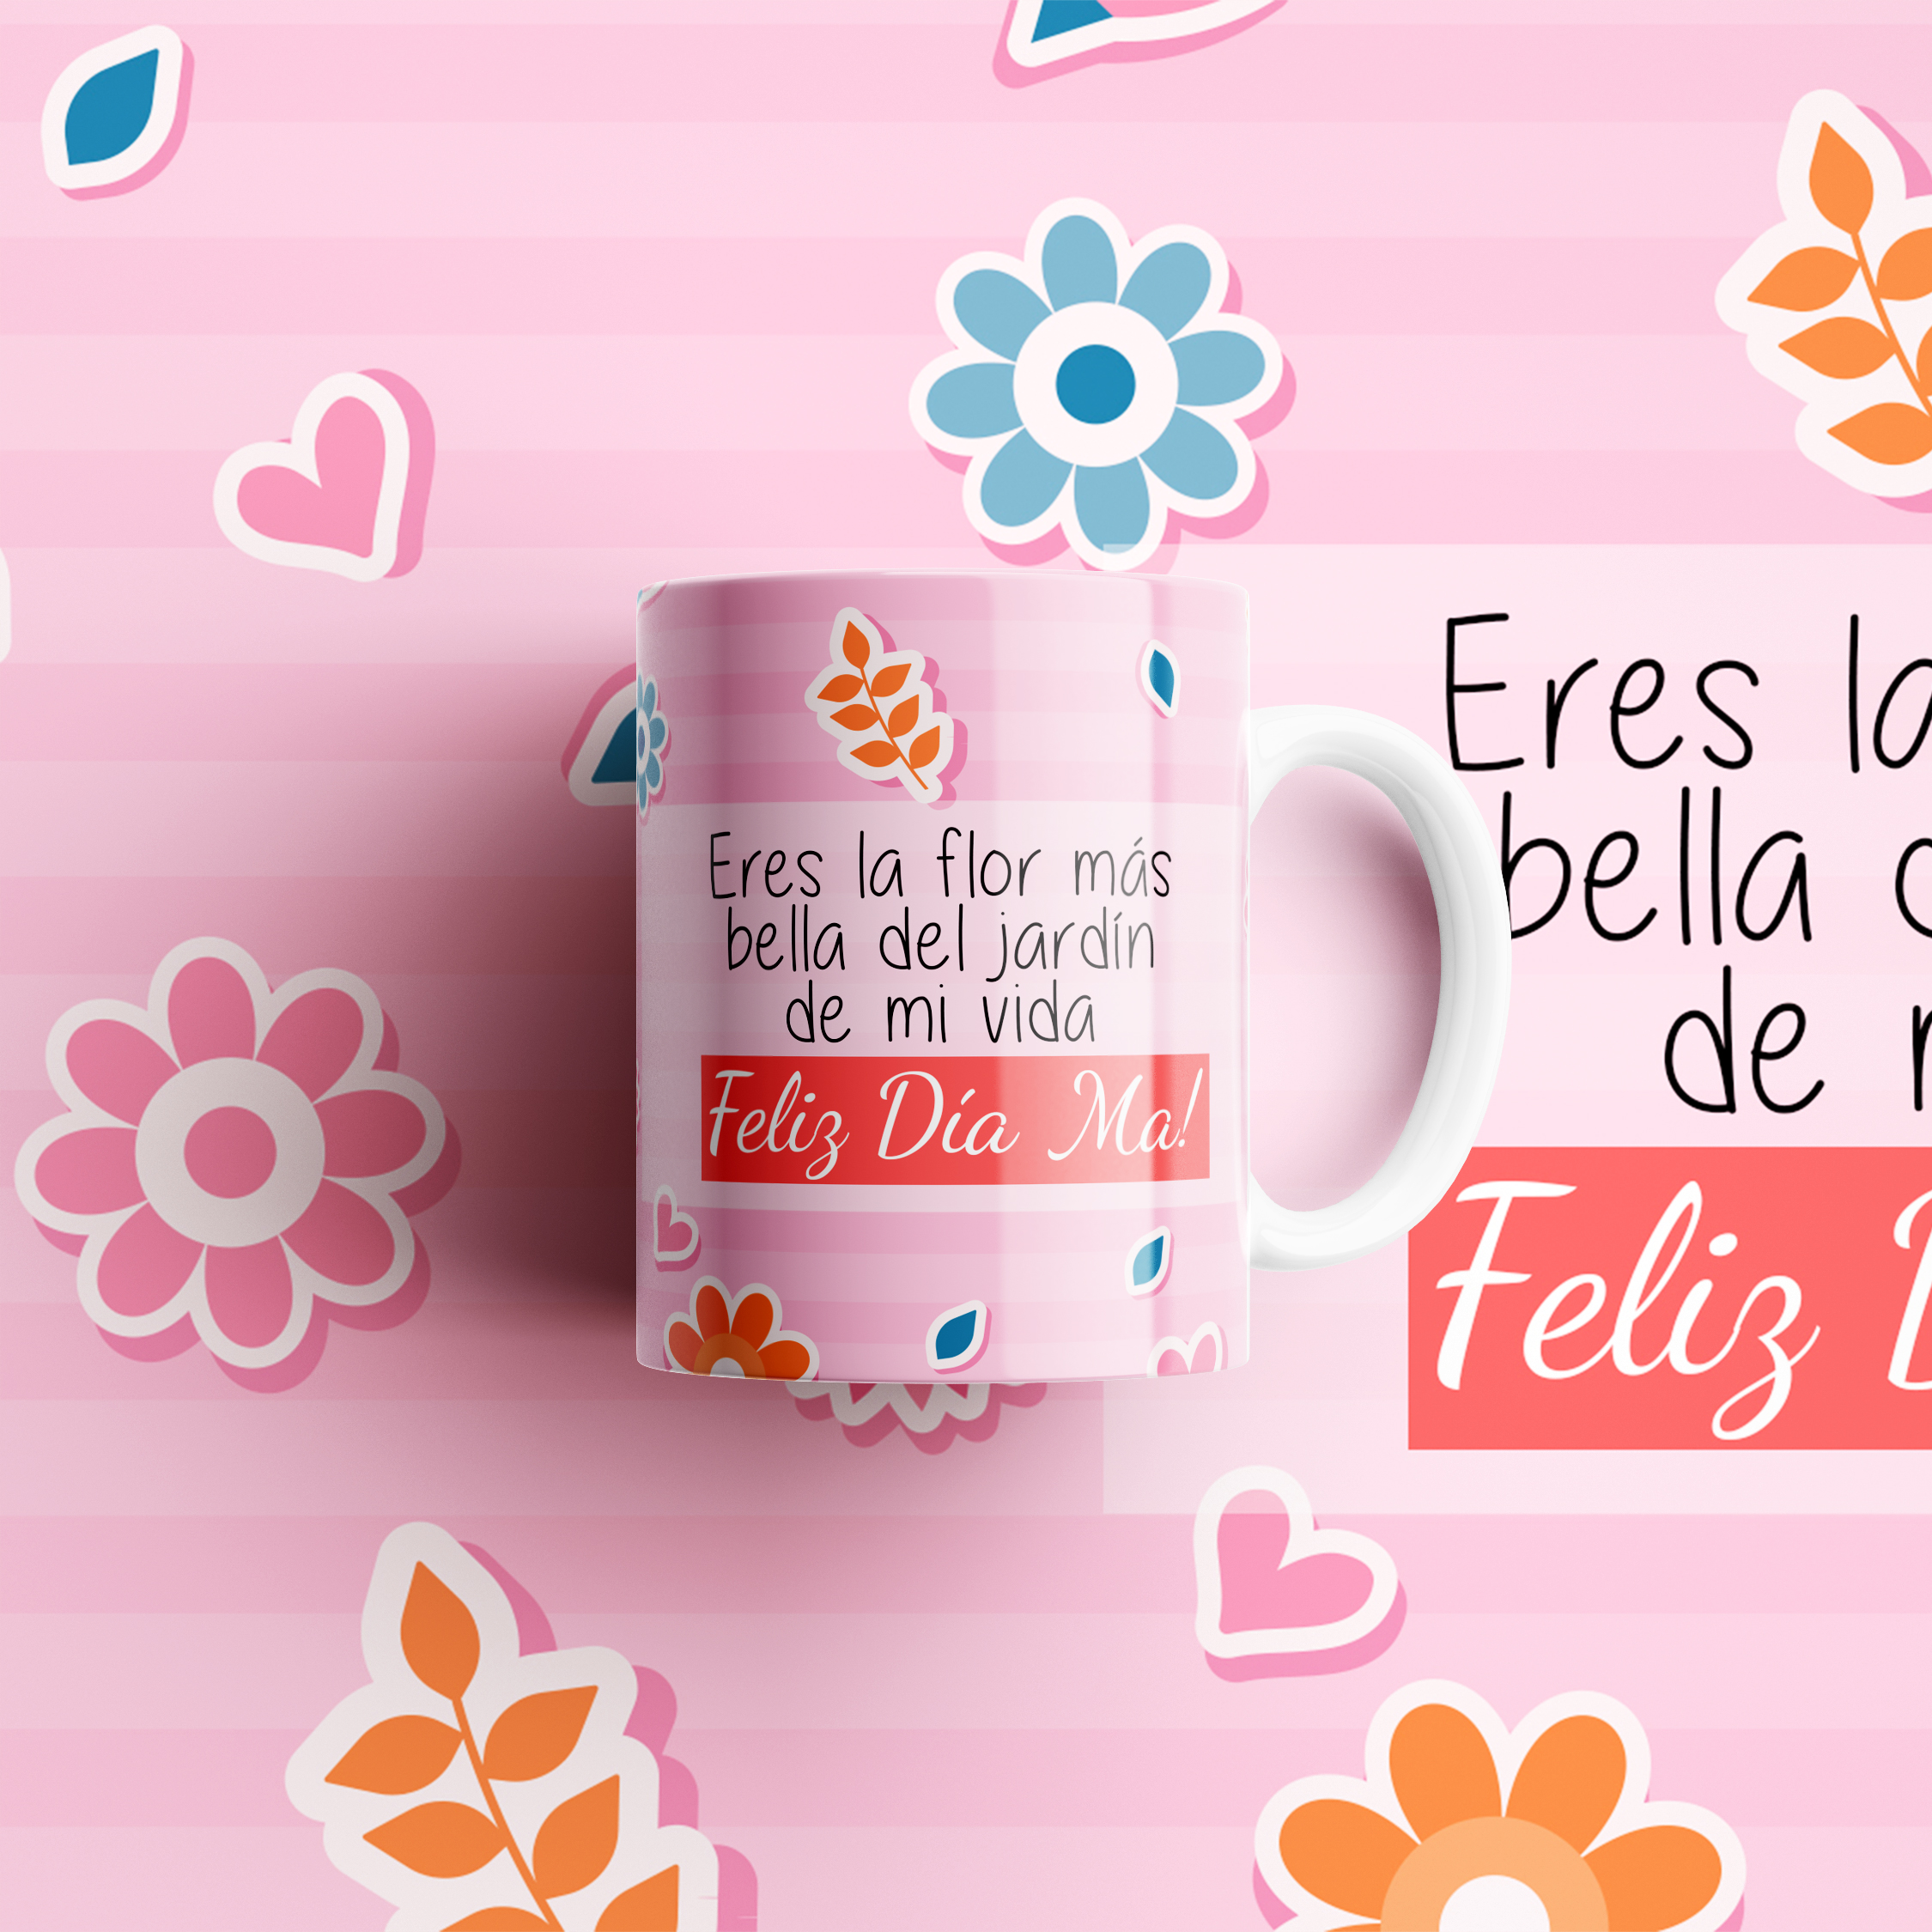 Eres la flor más
bella del jardín
de mi vida
Feliz Día Ma!
Eres la
bella
de
Feliz